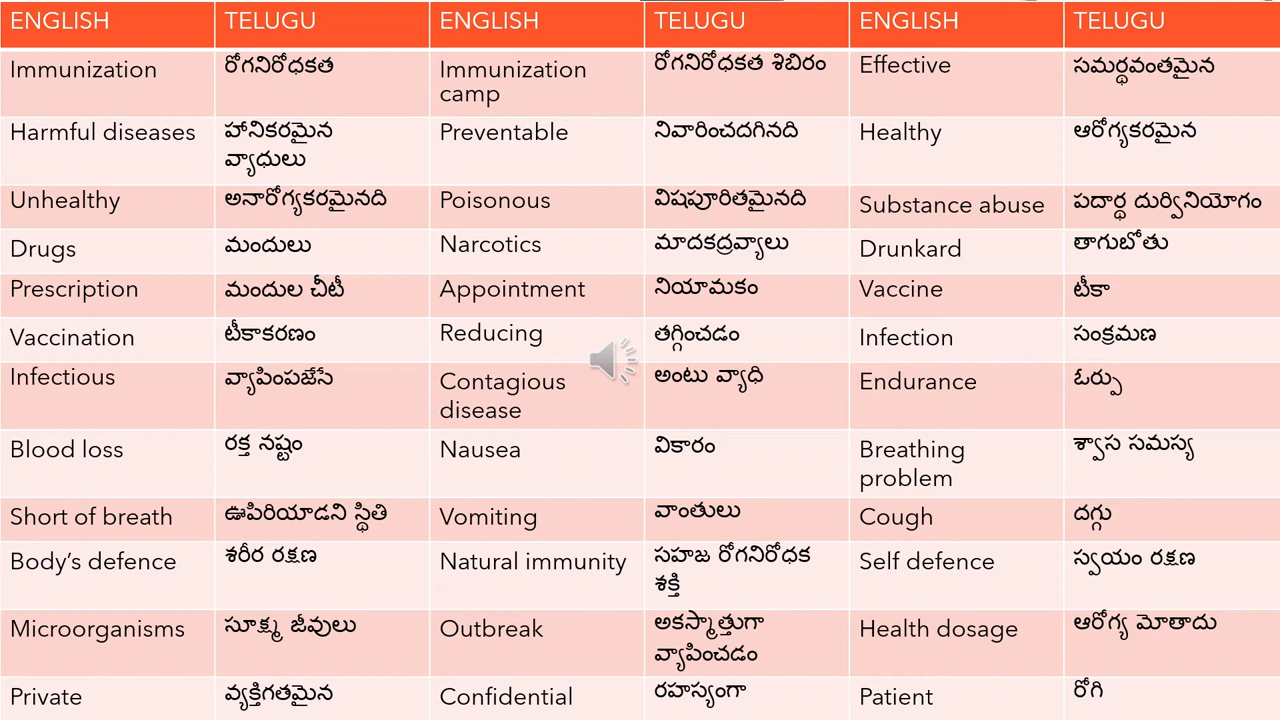 ENGLISH TELUGU ENGLISH TELUGU ENGLISH TELUGU
Immunization రోగనిరోధకత Immunization camp రోగనిరోధకత శిబిరం Effective సమర్థవంతమైన
Harmful diseases హానికరమైన వ్యాధులు Preventable నివారించదగినది Healthy ఆరోగ్యకరమైన
Unhealthy అనారోగ్యకరమైనది Poisonous విషపూరితమైనది Substance abuse పదార్థ దుర్వినియోగం
Drugs మందులు Narcotics మాదకద్రవ్యాలు Drunkard తాగుబోతు
Prescription మందుల చీటీ Appointment నియామకం Vaccine టీకా
Vaccination టీకాకరణం Reducing తగ్గించడం Infection సంక్రమణ
Infectious వ్యాపింపజేసే Contagious disease అంటు వ్యాధి Endurance ఓర్పు
Blood loss రక్త నష్టం Nausea వికారం Breathing problem శ్వాస సమస్య
Short of breath ఊపిరియాడని స్థితి Vomiting వాంతులు Cough దగ్గు
Body’s defence శరీర రక్షణ Natural immunity సహజ రోగనిరోధక శక్తి Self defence స్వయం రక్షణ
Microorganisms సూక్ష్మ జీవులు Outbreak అకస్మాత్తుగా వ్యాపించడం Health dosage ఆరోగ్య మోతాదు
Private వ్యక్తిగతమైన Confidential రహస్యంగా Patient రోగి